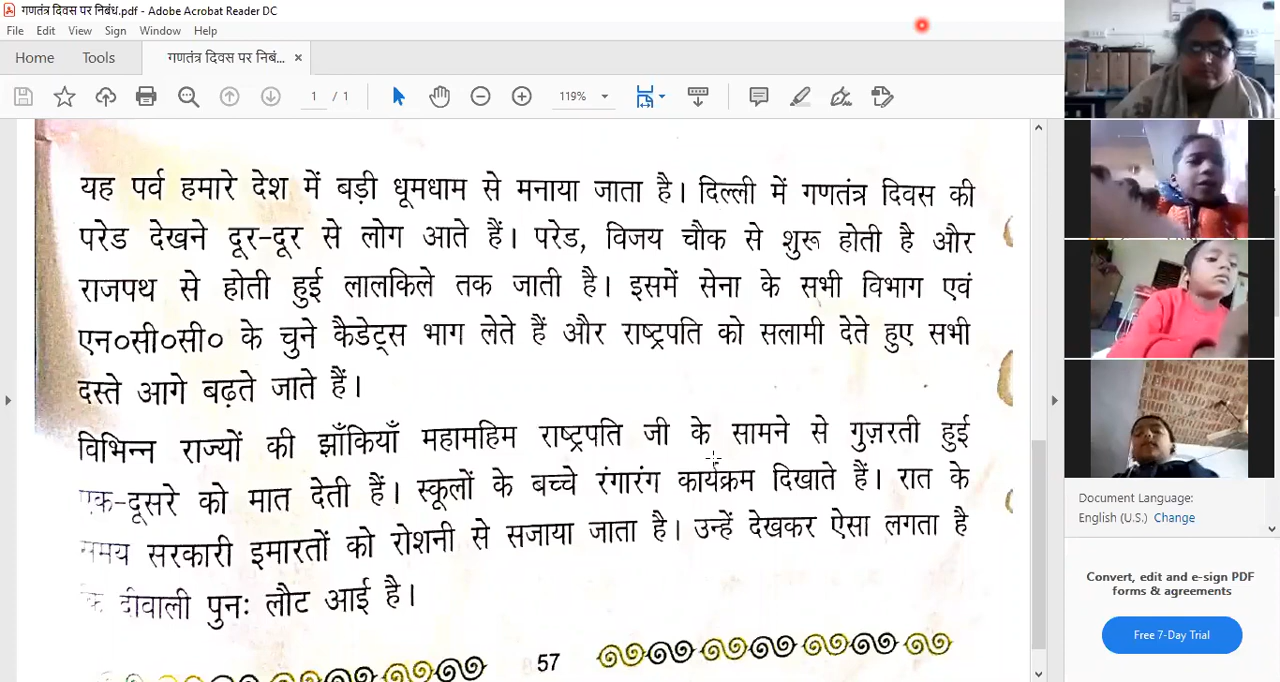 गणतंत्र दिवस पर निबंध.pdf - Adobe Acrobat Reader DC
File Edit View Sign Window Help
Home Tools गणतंत्र दिवस पर निबं... ×
1 / 1 119%
यह पर्व हमारे देश में बड़ी धूमधाम से मनाया जाता है। दिल्ली में गणतंत्र दिवस की
परेड देखने दूर-दूर से लोग आते हैं। परेड, विजय चौक से शुरू होती है और
राजपथ से होती हुई लालकिले तक जाती है। इसमें सेना के सभी विभाग एवं
एन०सी०सी० के चुने कैडेट्स भाग लेते हैं और राष्ट्रपति को सलामी देते हुए सभी
दस्ते आगे बढ़ते जाते हैं।
विभिन्न राज्यों की झाँकियाँ महामहिम राष्ट्रपति जी के सामने से गुज़रती हुई
एक-दूसरे को मात देती हैं। स्कूलों के बच्चे रंगारंग कार्यक्रम दिखाते हैं। रात के
समय सरकारी इमारतों को रोशनी से सजाया जाता है। उन्हें देखकर ऐसा लगता है
दीवाली पुनः लौट आई है।
57
Document Language:
English (U.S.) Change
Convert, edit and e-sign PDF
forms & agreements
Free 7-Day Trial